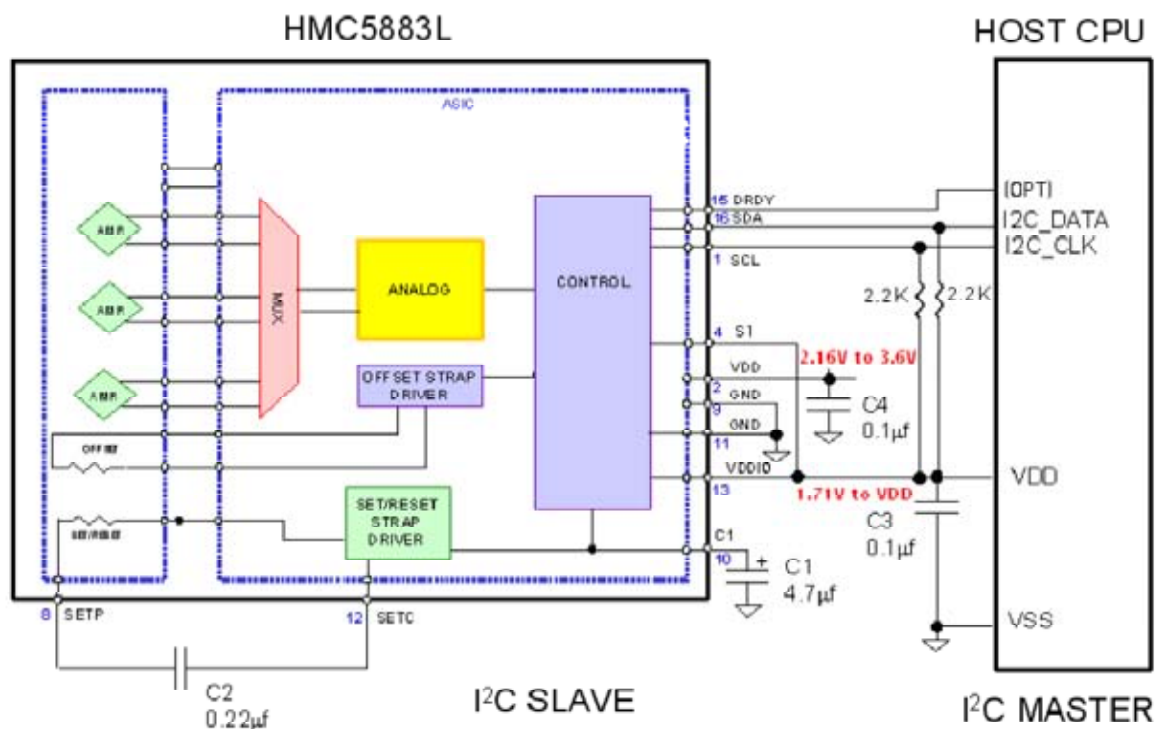 HMC5883L
HOST CPU
ASIC
AMR
AMR
AMR
MUX
ANALOG
CONTROL
OFFSET STRAP
DRIVER
OFFSET
SET/RESET
SET/RESET
STRAP
DRIVER
15 DRDY
16 SDA
1 SCL
4 S1
VDD
2
GND
9
GND
11
VDDIO
13
C1
10
2.16V to 3.6V
1.71V to VDD
2.2K
2.2K
C4
0.1µf
C3
0.1µf
+
C1
4.7µf
(OPT)
I2C_DATA
I2C_CLK
VDD
VSS
8 SETP
12 SETC
C2
0.22µf
I²C SLAVE
I²C MASTER